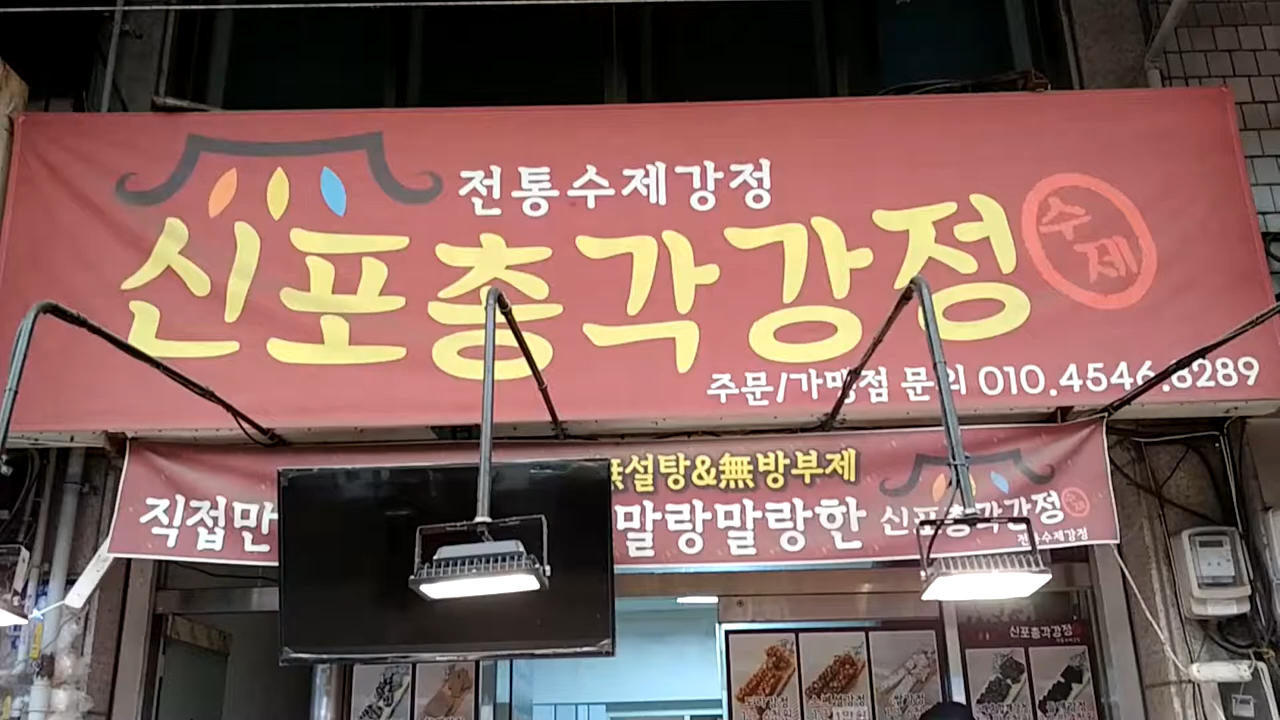 전통수제강정
신포총각강정
수제
주문/가맹점 문의 010.4546.8289
無설탕&無방부제
직접만
말랑말랑한 신포총각강정
전통수제강정
신포총각강정